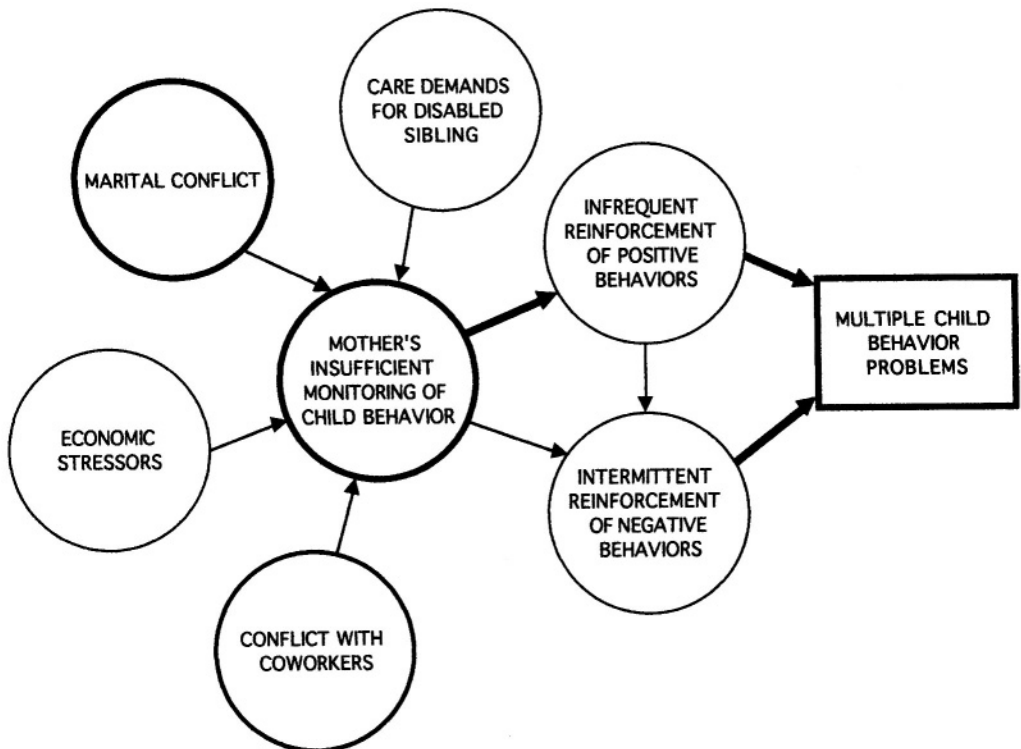 CARE DEMANDS
FOR DISABLED
SIBLING
MARITAL CONFLICT
INFREQUENT
REINFORCEMENT
OF POSITIVE
BEHAVIORS
MULTIPLE CHILD
BEHAVIOR
PROBLEMS
MOTHER'S
INSUFFICIENT
MONITORING OF
CHILD BEHAVIOR
ECONOMIC
STRESSORS
INTERMITTENT
REINFORCEMENT
OF NEGATIVE
BEHAVIORS
CONFLICT WITH
COWORKERS